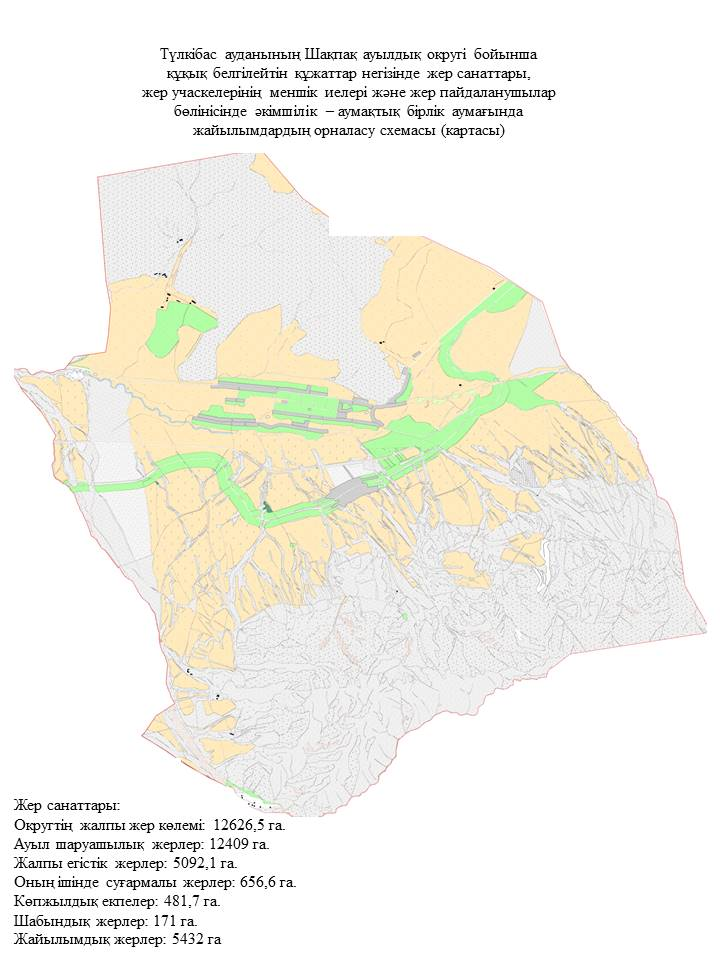 Түлкібас ауданының Шақпақ ауылдық округі бойынша
құқық белгілейтін құжаттар негізінде жер санаттары,
жер учаскелерінің меншік иелері және жер пайдаланушылар
бөлінісінде әкімшілік – аумақтық бірлік аумағында
жайылымдардың орналасу схемасы (картасы)
Жер санаттары:
Округтің жалпы жер көлемі: 12626,5 га.
Ауыл шаруашылық жерлер: 12409 га.
Жалпы егістік жерлер: 5092,1 га.
Оның ішінде суғармалы жерлер: 656,6 га.
Көпжылдық екпелер: 481,7 га.
Шабындық жерлер: 171 га.
Жайылымдық жерлер: 5432 га